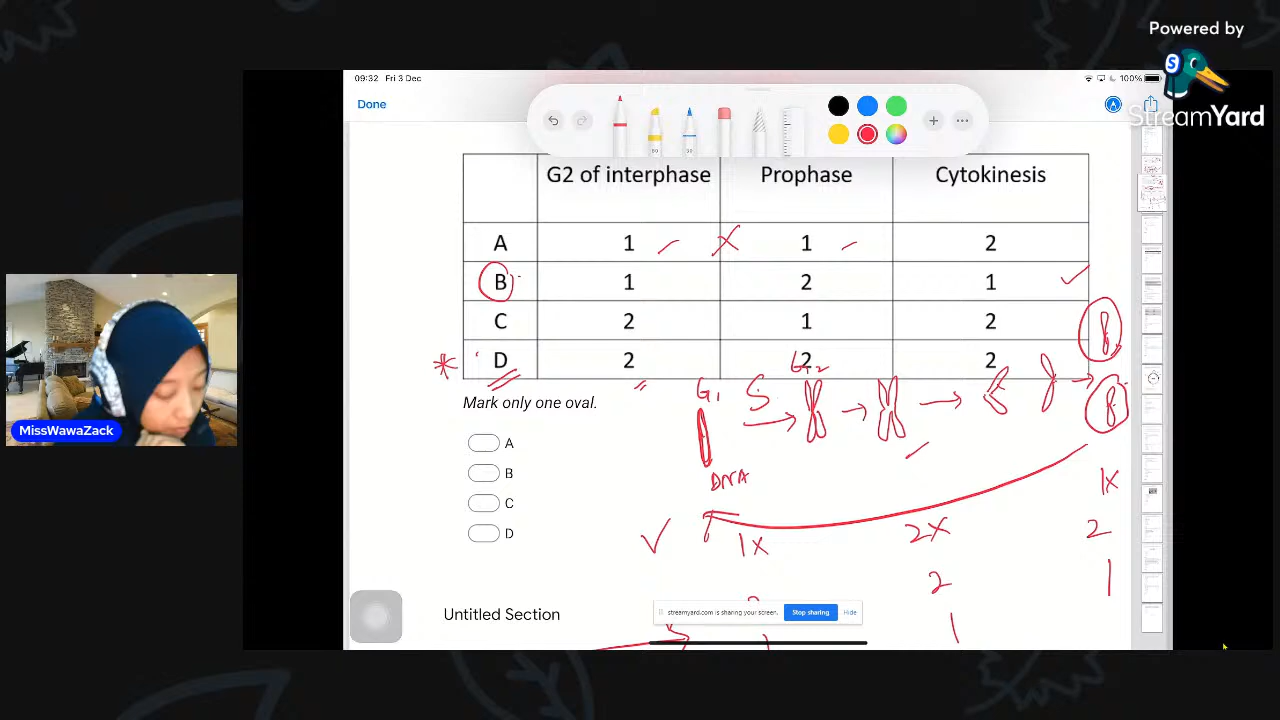 Powered by
StreamYard
09:32 Fri 3 Dec
100%
Done
G2 of interphase Prophase Cytokinesis
A 1 1 2
B 1 2 1
C 2 1 2
D 2 2 2
G2
G1 S
Mark only one oval.
DNA
A
B
C
D
1x 2x 1x
2 2
1 1
Untitled Section
streamyard.com is sharing your screen. Stop sharing Hide
MissWawaZack